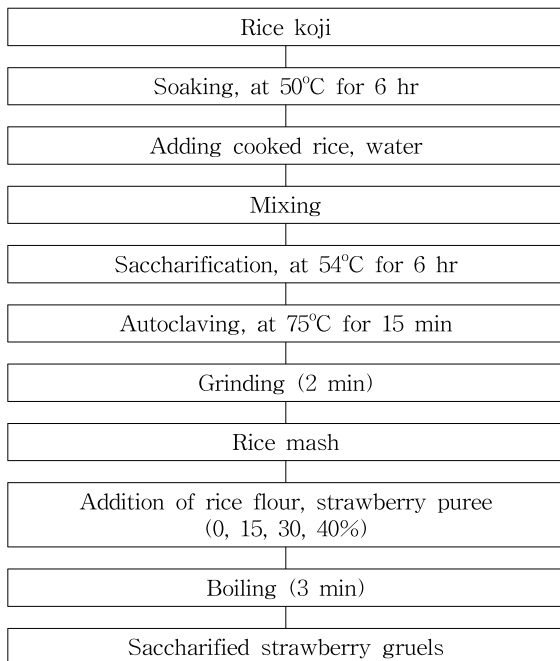 Rice koji
Soaking, at 50°C for 6 hr
Adding cooked rice, water
Mixing
Saccharification, at 54°C for 6 hr
Autoclaving, at 75°C for 15 min
Grinding (2 min)
Rice mash
Addition of rice flour, strawberry puree
(0, 15, 30, 40%)
Boiling (3 min)
Saccharified strawberry gruels